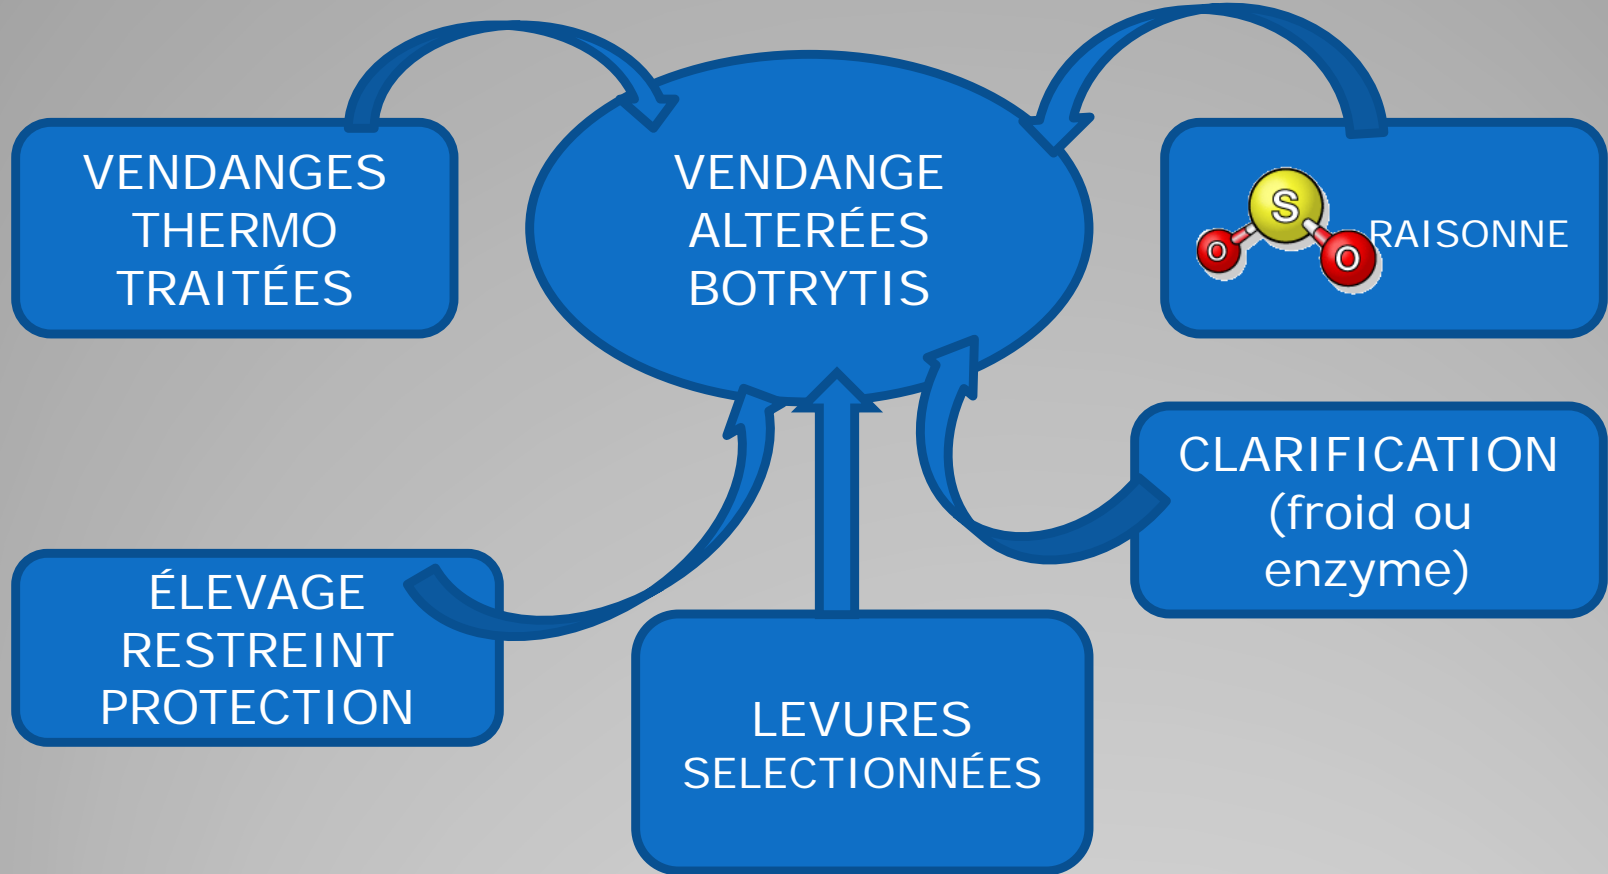 VENDANGES
THERMO
TRAITÉES
VENDANGE
ALTERÉES
BOTRYTIS
S
O
O
RAISONNE
CLARIFICATION
(froid ou
enzyme)
ÉLEVAGE
RESTREINT
PROTECTION
LEVURES
SELECTIONNÉES